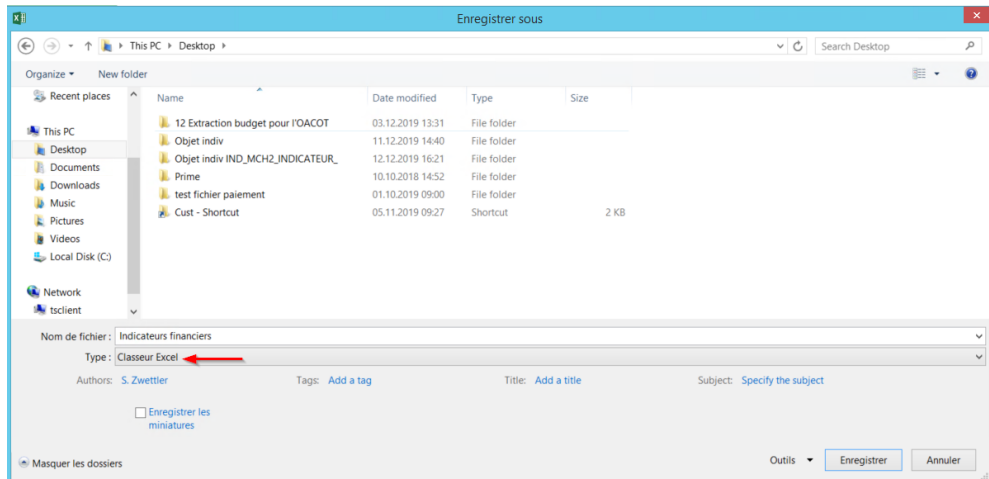 Enregistrer sous
This PC Desktop
Search Desktop
Organize New folder
Recent places
This PC
Desktop
Documents
Downloads
Music
Pictures
Videos
Local Disk (C:)
Network
tsclient
Name Date modified Type Size
12 Extraction budget pour l'OACOT 03.12.2019 13:31 File folder
Objet indiv 11.12.2019 14:40 File folder
Objet indiv IND_MCH2_INDICATEUR_ 12.12.2019 16:21 File folder
Prime 10.10.2018 14:52 File folder
test fichier paiement 01.10.2019 09:00 File folder
Cust - Shortcut 05.11.2019 09:27 Shortcut 2 KB
Nom de fichier : Indicateurs financiers
Type : Classeur Excel
Authors: S. Zwettler Tags: Add a tag Title: Add a title Subject: Specify the subject
Enregistrer les
miniatures
Masquer les dossiers
Outils Enregistrer Annuler